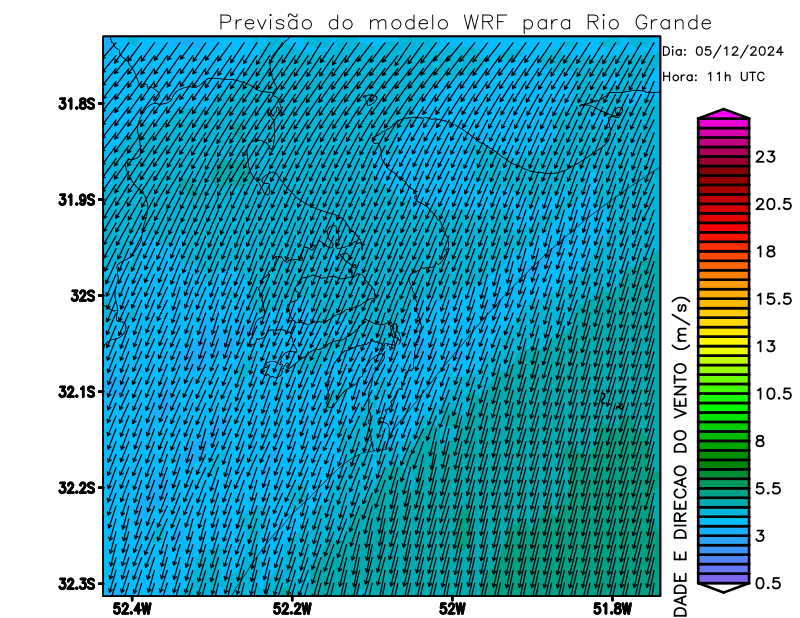 Previsão do modelo WRF para Rio Grande
Dia: 05/12/2024
Hora: 11h UTC
31.8S
31.9S
32S
32.1S
32.2S
32.3S
52.4W
52.2W
52W
51.8W
23
20.5
18
15.5
13
10.5
8
5.5
3
0.5
DADE E DIRECAO DO VENTO (m/s)